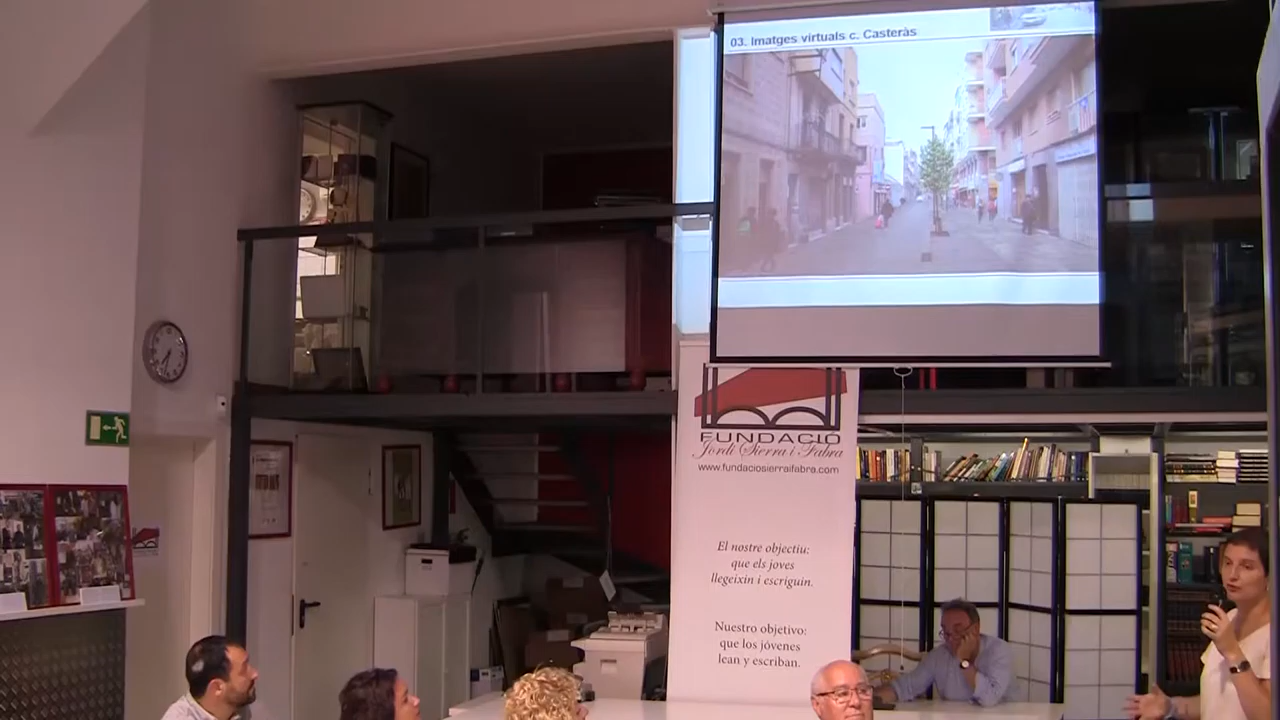 03. Imatges virtuals c. Casteràs
FUNDACIÓ
Jordi Sierra i Fabra
www.fundaciosierraifabra.com
El nostre objectiu:
que els joves
llegeixin i escriguin.
Nuestro objetivo:
que los jóvenes
lean y escriban.